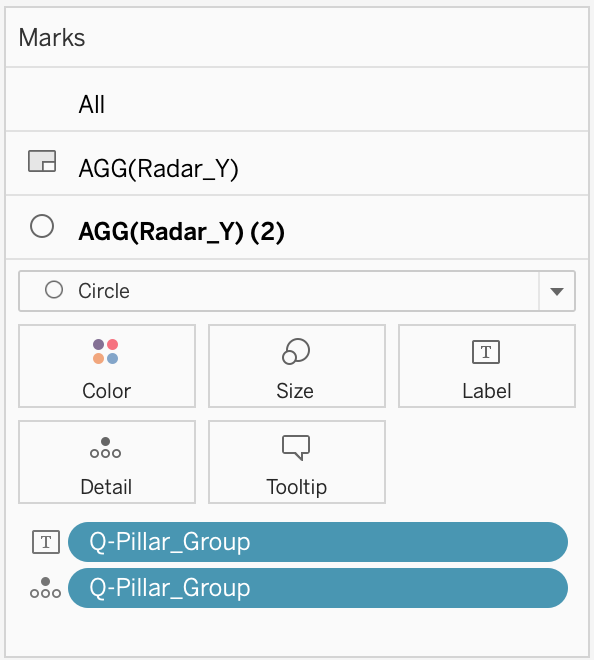 Marks
All
AGG(Radar_Y)
AGG(Radar_Y) (2)
Circle
Color Size Label
T
Detail Tooltip
T Q-Pillar_Group
Q-Pillar_Group